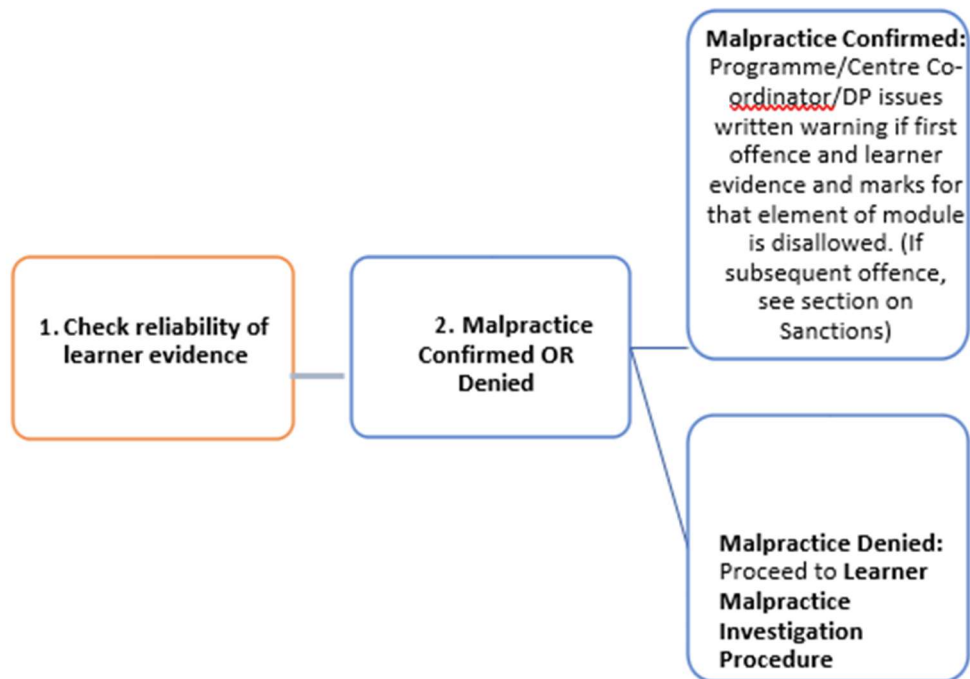 1. Check reliability of
learner evidence
2. Malpractice
Confirmed OR
Denied
Malpractice Confirmed:
Programme/Centre Co-
ordinator/DP issues
written warning if first
offence and learner
evidence and marks for
that element of module
is disallowed. (If
subsequent offence,
see section on
Sanctions)
Malpractice Denied:
Proceed to Learner
Malpractice
Investigation
Procedure